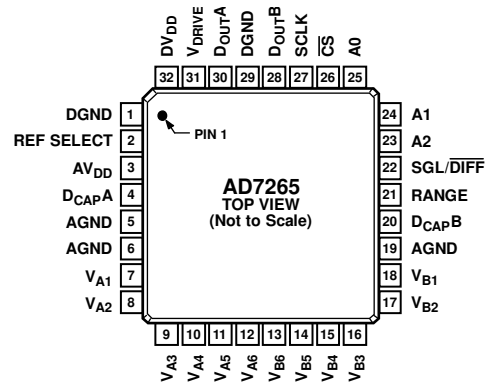 DVDD
VDRIVE
DOUTA
DGND
DOUTB
SCLK
CS
A0
32 31 30 29 28 27 26 25
DGND 1
REF SELECT 2
AVDD 3
DCAPA 4
AGND 5
AGND 6
VA1 7
VA2 8
PIN 1
AD7265
TOP VIEW
(Not to Scale)
24 A1
23 A2
22 SGL/DIFF
21 RANGE
20 DCAPB
19 AGND
18 VB1
17 VB2
9 10 11 12 13 14 15 16
VA3
VA4
VA5
VA6
VB6
VB5
VB4
VB3